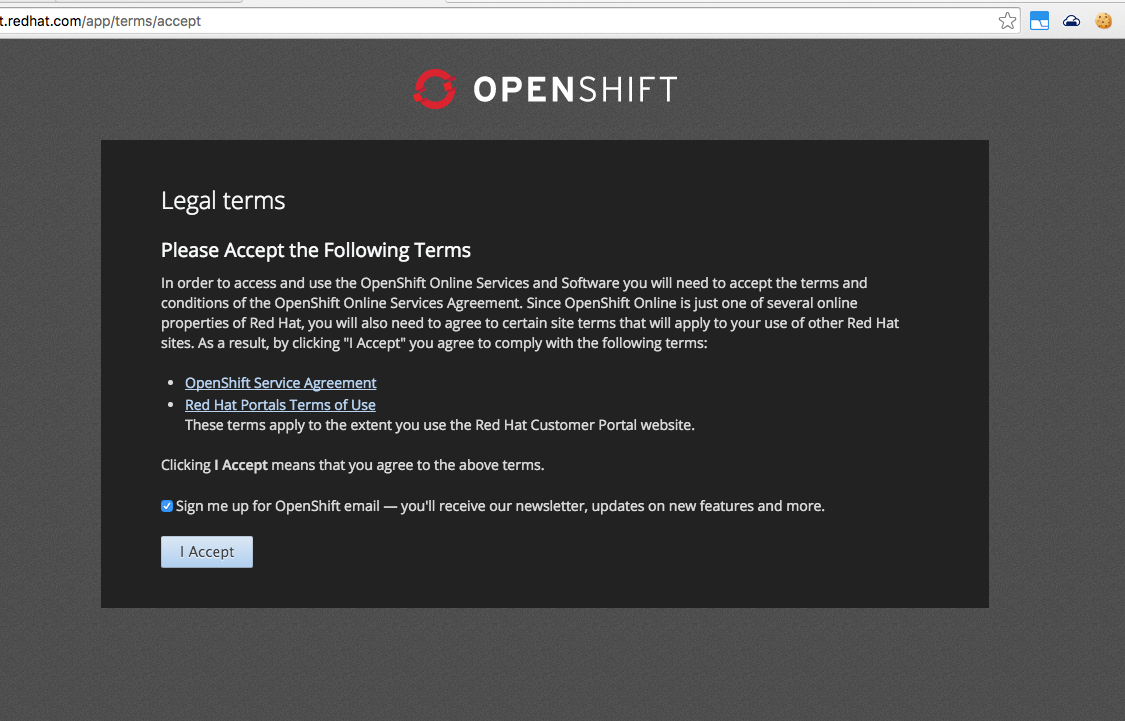 t.redhat.com/app/terms/accept
OPENSHIFT
Legal terms
Please Accept the Following Terms
In order to access and use the OpenShift Online Services and Software you will need to accept the terms and
conditions of the OpenShift Online Services Agreement. Since OpenShift Online is just one of several online
properties of Red Hat, you will also need to agree to certain site terms that will apply to your use of other Red Hat
sites. As a result, by clicking "I Accept" you agree to comply with the following terms:
OpenShift Service Agreement
Red Hat Portals Terms of Use
These terms apply to the extent you use the Red Hat Customer Portal website.
Clicking I Accept means that you agree to the above terms.
Sign me up for OpenShift email — you'll receive our newsletter, updates on new features and more.
I Accept